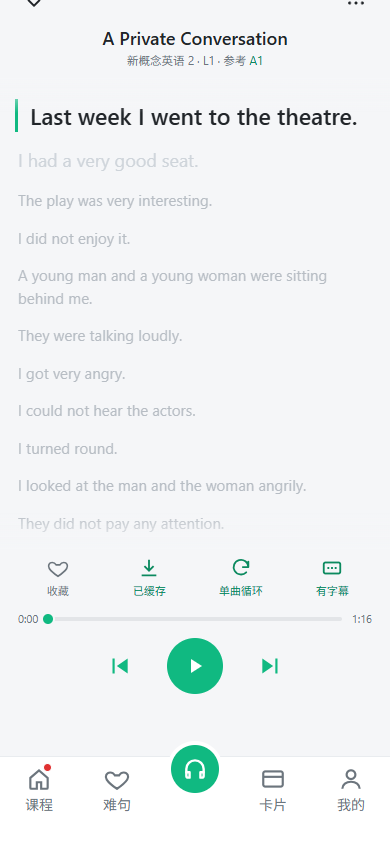 A Private Conversation
新概念英语 2 · L1 · 参考 A1
Last week I went to the theatre.
I had a very good seat.
The play was very interesting.
I did not enjoy it.
A young man and a young woman were sitting
behind me.
They were talking loudly.
I got very angry.
I could not hear the actors.
I turned round.
I looked at the man and the woman angrily.
They did not pay any attention.
收藏 已缓存 单曲循环 有字幕
0:00 1:16
课程 难句 卡片 我的